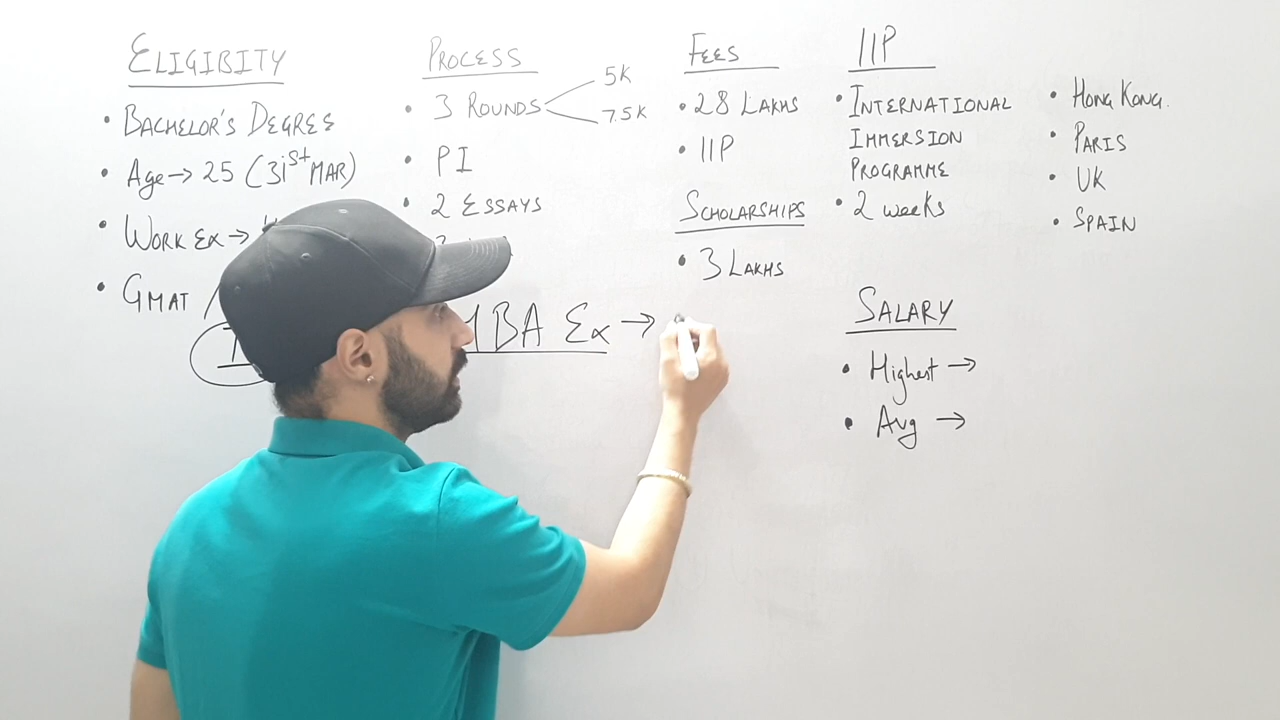 ELIGIBITY
• BACHELOR'S DEGREE
• Age → 25 (31st MAR)
• WORK Ex →
• GMAT /
PROCESS
• 3 ROUNDS
5K
7.5K
• PI
• 2 ESSAYS
FEES
• 28 LAKHS
• IIP
SCHOLARSHIPS
• 3 LAKHS
IIP
• INTERNATIONAL
IMMERSION
PROGRAMME
• 2 weeks
• HONG KONG.
• PARIS
• UK
• SPAIN
MBA Ex →
SALARY
• Highest →
• Avg →